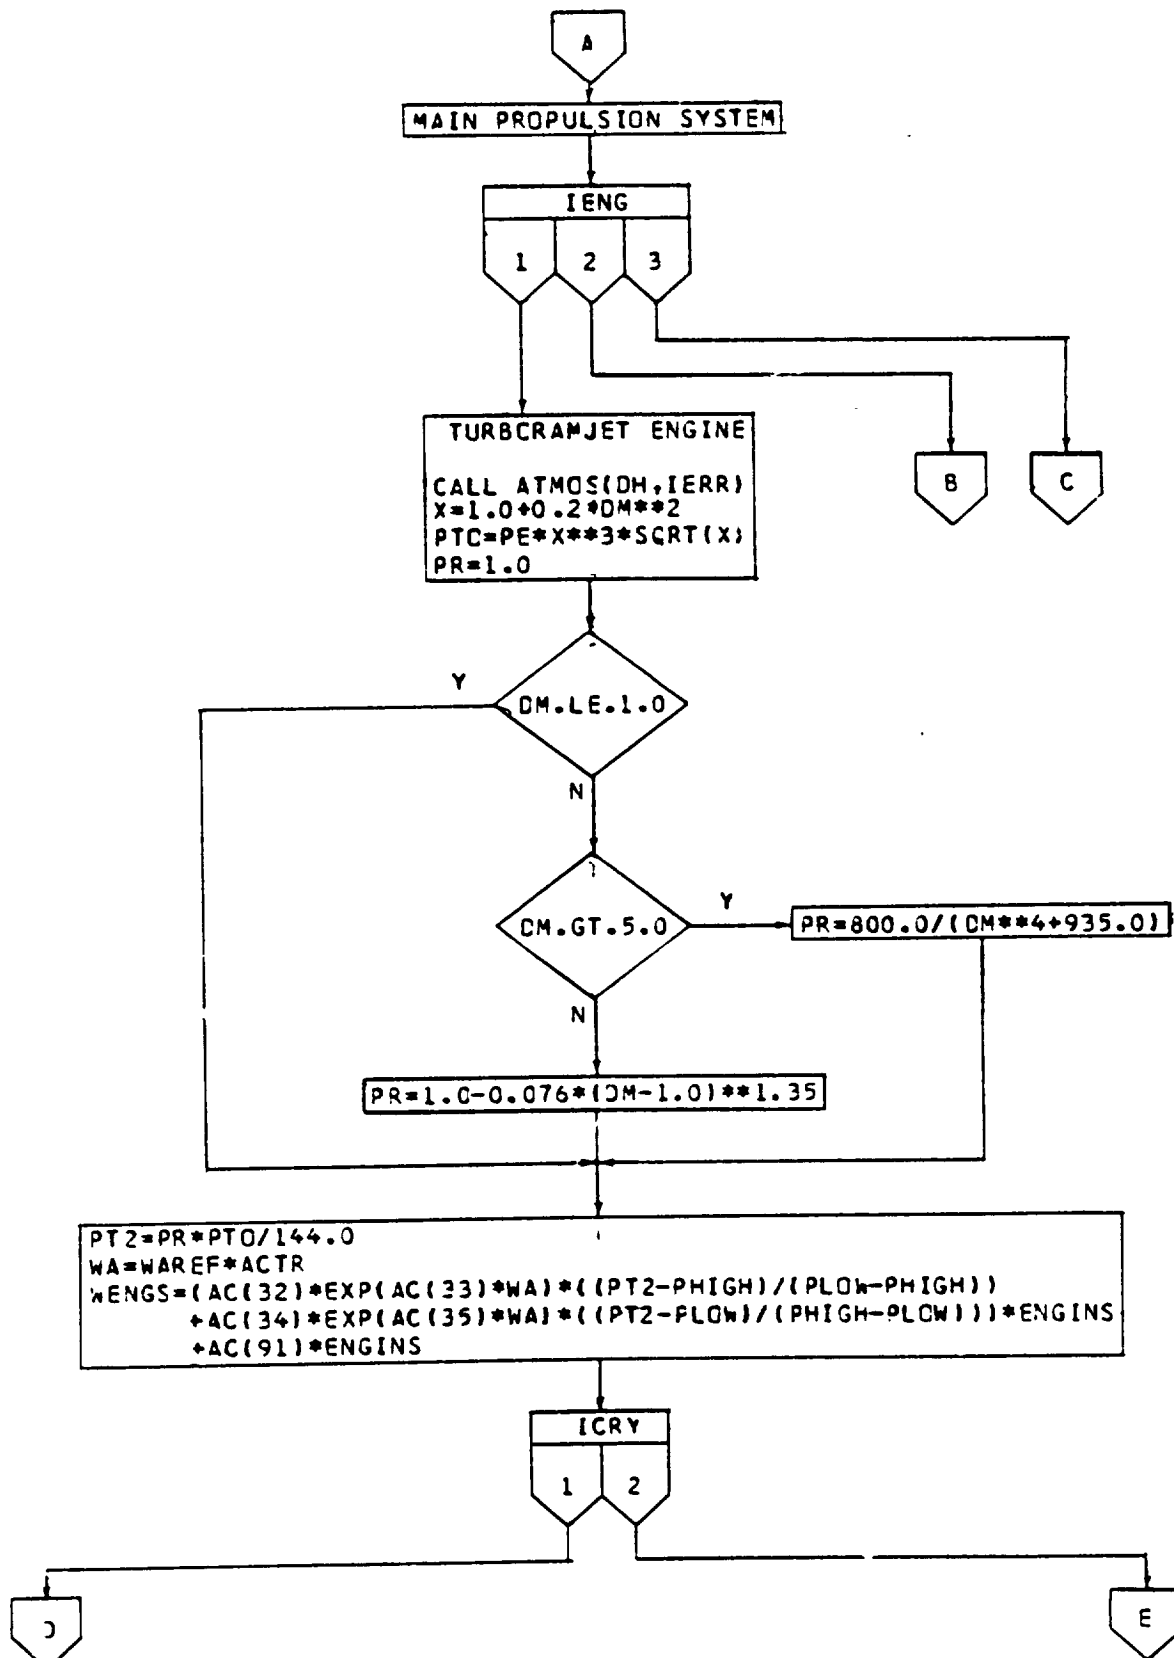 A
MAIN PROPULSION SYSTEM
IENG
1 2 3
TURBCRAMJET ENGINE
CALL ATMOS(DH,IERR)
X=1.0+0.2*DM**2
PTC=PE*X**3*SCRT(X)
PR=1.0
B
C
Y
DM.LE.1.0
N
DM.GT.5.0
Y
PR=800.0/(DM**4+935.0)
N
PR=1.0-0.076*(DM-1.0)**1.35
PT2=PR*PTO/144.0
WA=WAREF*ACTR
WENGS=(AC(32)*EXP(AC(33)*WA)*((PT2-PHIGH)/(PLOW-PHIGH))
+AC(34)*EXP(AC(35)*WA)*((PT2-PLOW)/(PHIGH-PLOW)))*ENGINS
+AC(91)*ENGINS
ICRY
1 2
E